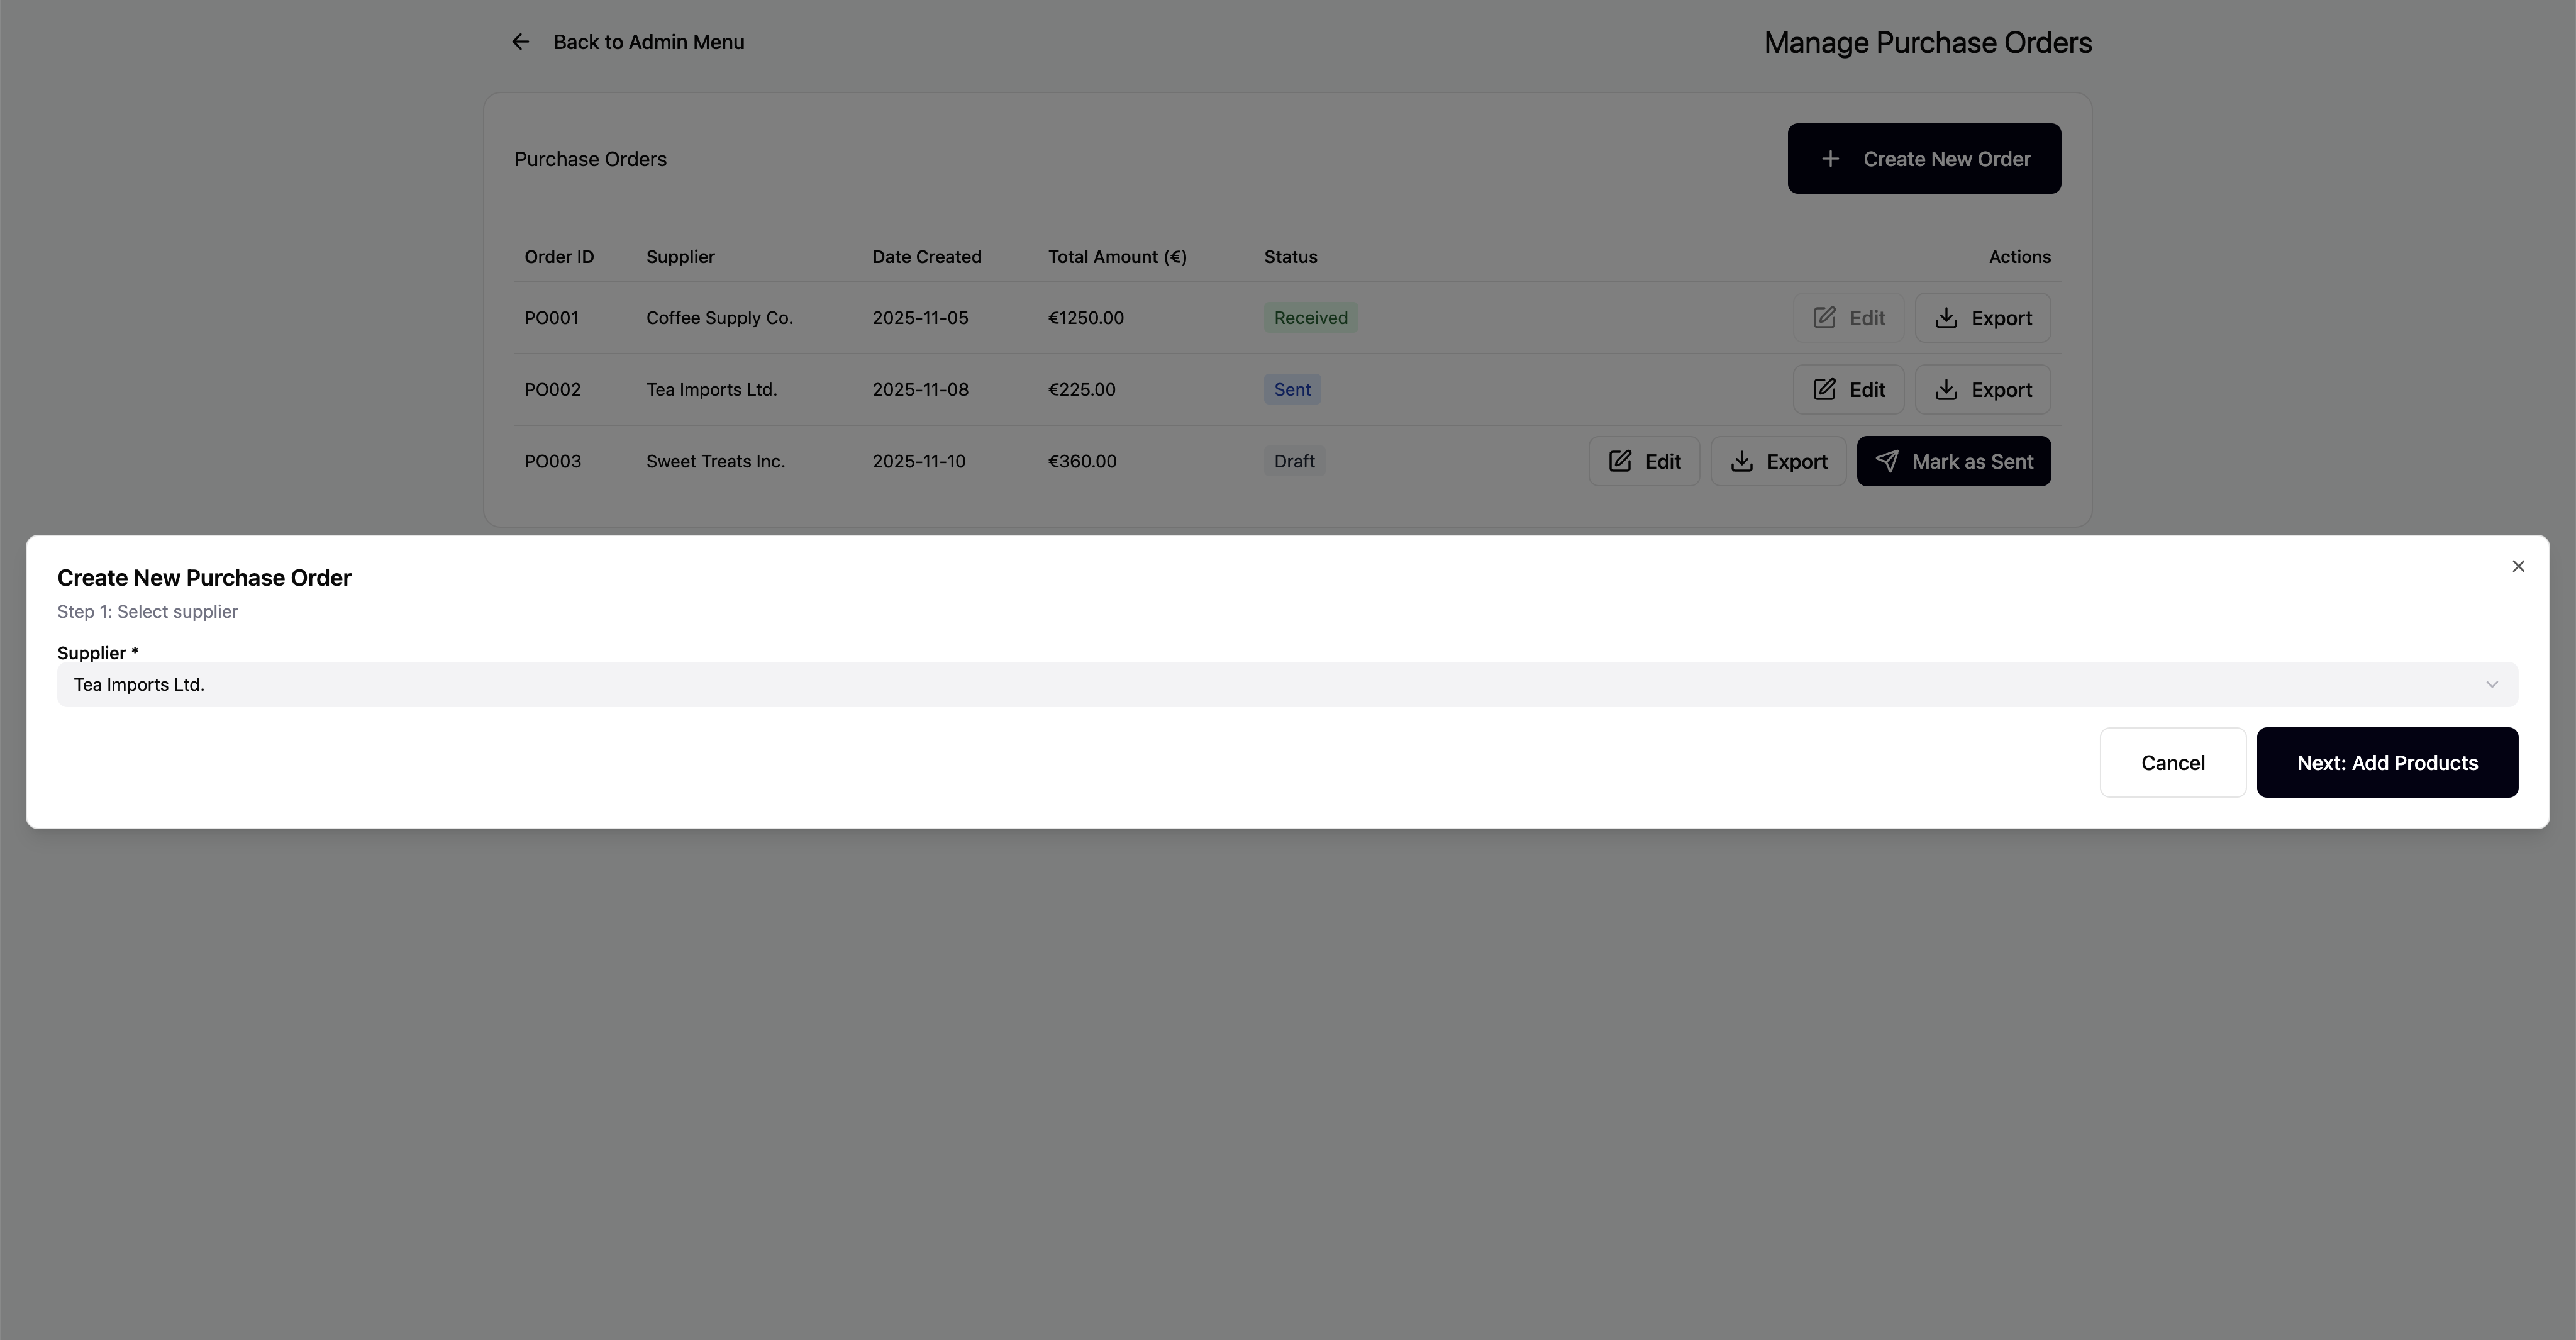 Back to Admin Menu
Manage Purchase Orders
Purchase Orders
Create New Order
Order ID Supplier Date Created Total Amount (€) Status Actions
PO001 Coffee Supply Co. 2025-11-05 €1250.00 Received Edit Export
PO002 Tea Imports Ltd. 2025-11-08 €225.00 Sent Edit Export
PO003 Sweet Treats Inc. 2025-11-10 €360.00 Draft Edit Export Mark as Sent
Create New Purchase Order
Step 1: Select supplier
Supplier *
Tea Imports Ltd.
Cancel Next: Add Products